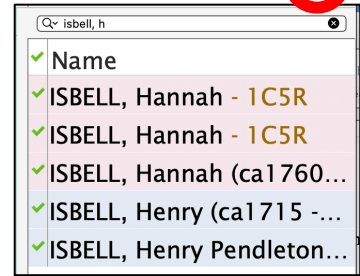 isbell, h
Name
ISBELL, Hannah - 1C5R
ISBELL, Hannah - 1C5R
ISBELL, Hannah (ca1760...
ISBELL, Henry (ca1715 -...
ISBELL, Henry Pendleton...